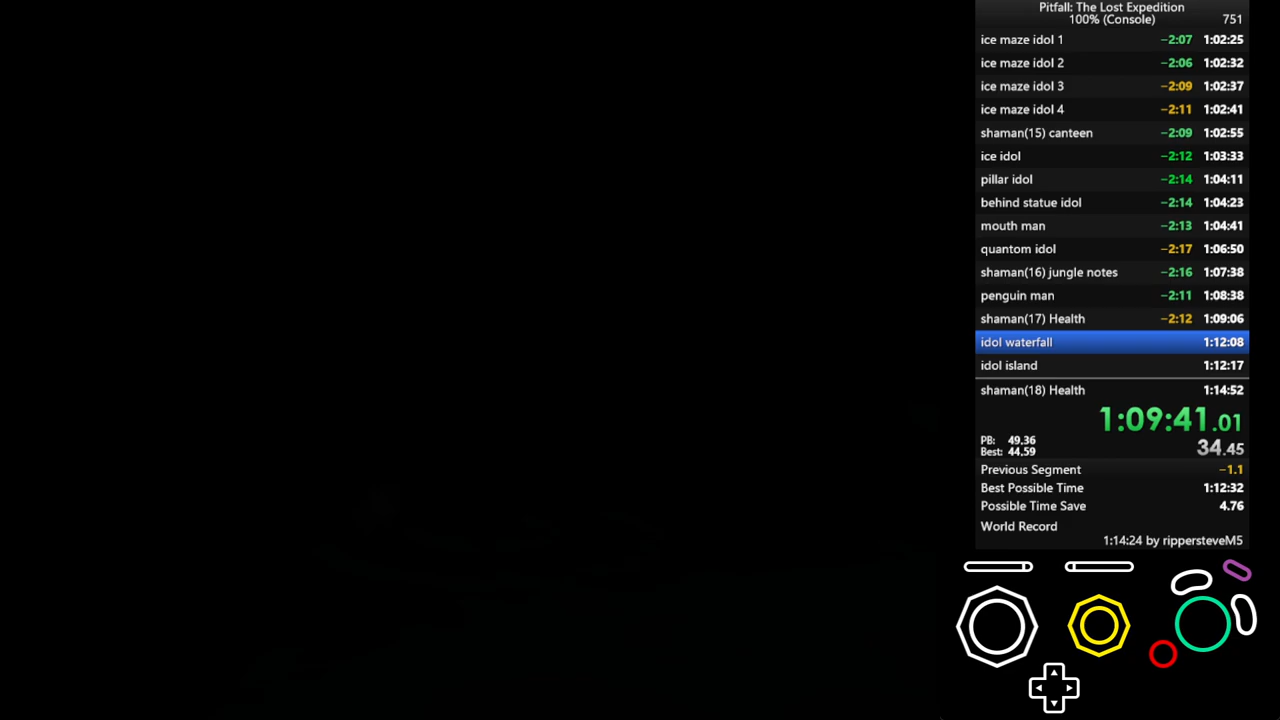 Pitfall: The Lost Expedition
100% (Console) 751
ice maze idol 1 −2:07 1:02:25
ice maze idol 2 −2:06 1:02:32
ice maze idol 3 −2:09 1:02:37
ice maze idol 4 −2:11 1:02:41
shaman(15) canteen −2:09 1:02:55
ice idol −2:12 1:03:33
pillar idol −2:14 1:04:11
behind statue idol −2:14 1:04:23
mouth man −2:13 1:04:41
quantom idol −2:17 1:06:50
shaman(16) jungle notes −2:16 1:07:38
penguin man −2:11 1:08:38
shaman(17) Health −2:12 1:09:06
idol waterfall 1:12:08
idol island 1:12:17
shaman(18) Health 1:14:52
1:09:41.01
PB: 49.36 34.45
Best: 44.59
Previous Segment −1.1
Best Possible Time 1:12:32
Possible Time Save 4.76
World Record
1:14:24 by rippersteveM5